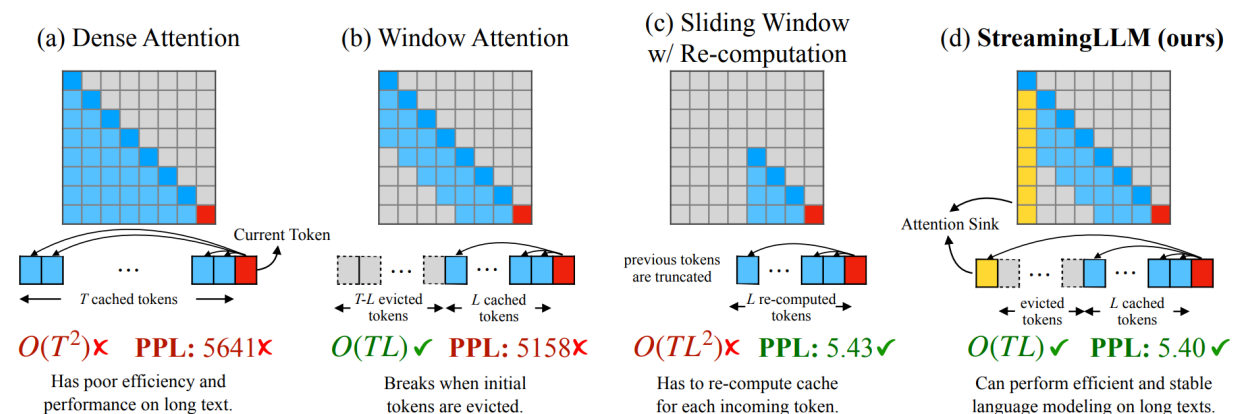 (a) Dense Attention
(b) Window Attention
(c) Sliding Window
w/ Re-computation
(d) StreamingLLM (ours)
Current Token
...
T cached tokens
...
T-L evicted
tokens
L cached
tokens
previous tokens
are truncated
...
L re-computed
tokens
Attention Sink
...
...
evicted
tokens
L cached
tokens
O(T²)✗ PPL: 5641✗
Has poor efficiency and
performance on long text.
O(TL)✓ PPL: 5158✗
Breaks when initial
tokens are evicted.
O(TL²)✗ PPL: 5.43✓
Has to re-compute cache
for each incoming token.
O(TL)✓ PPL: 5.40✓
Can perform efficient and stable
language modeling on long texts.